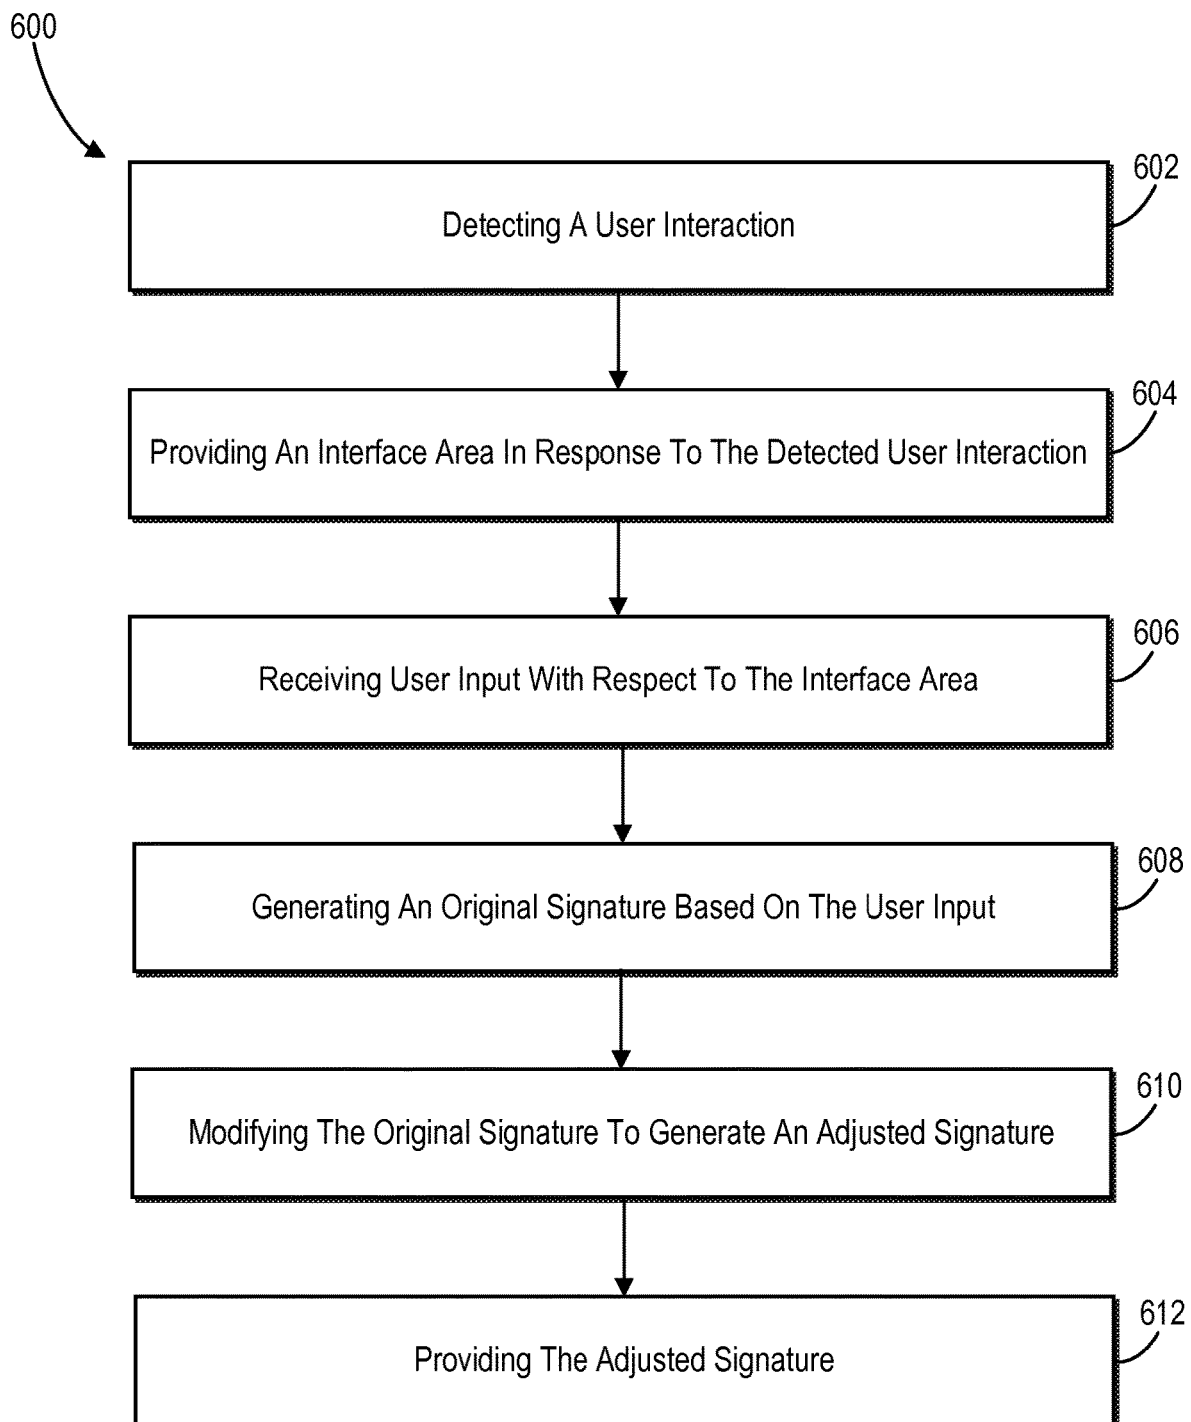 600
602
Detecting A User Interaction
604
Providing An Interface Area In Response To The Detected User Interaction
606
Receiving User Input With Respect To The Interface Area
608
Generating An Original Signature Based On The User Input
610
Modifying The Original Signature To Generate An Adjusted Signature
612
Providing The Adjusted Signature